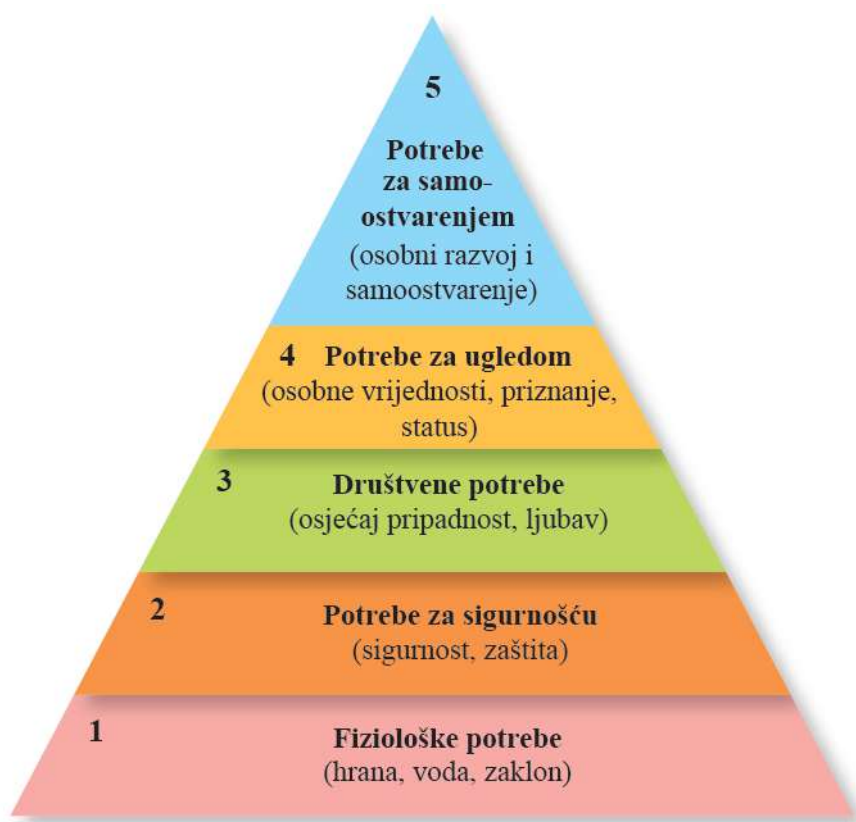 5
Potrebe
za samo-
ostvarenjem
(osobni razvoj i
samoostvarenje)
4 Potrebe za ugledom
(osobne vrijednosti, priznanje,
status)
3 Društvene potrebe
(osjećaj pripadnost, ljubav)
2 Potrebe za sigurnošću
(sigurnost, zaštita)
1 Fiziološke potrebe
(hrana, voda, zaklon)